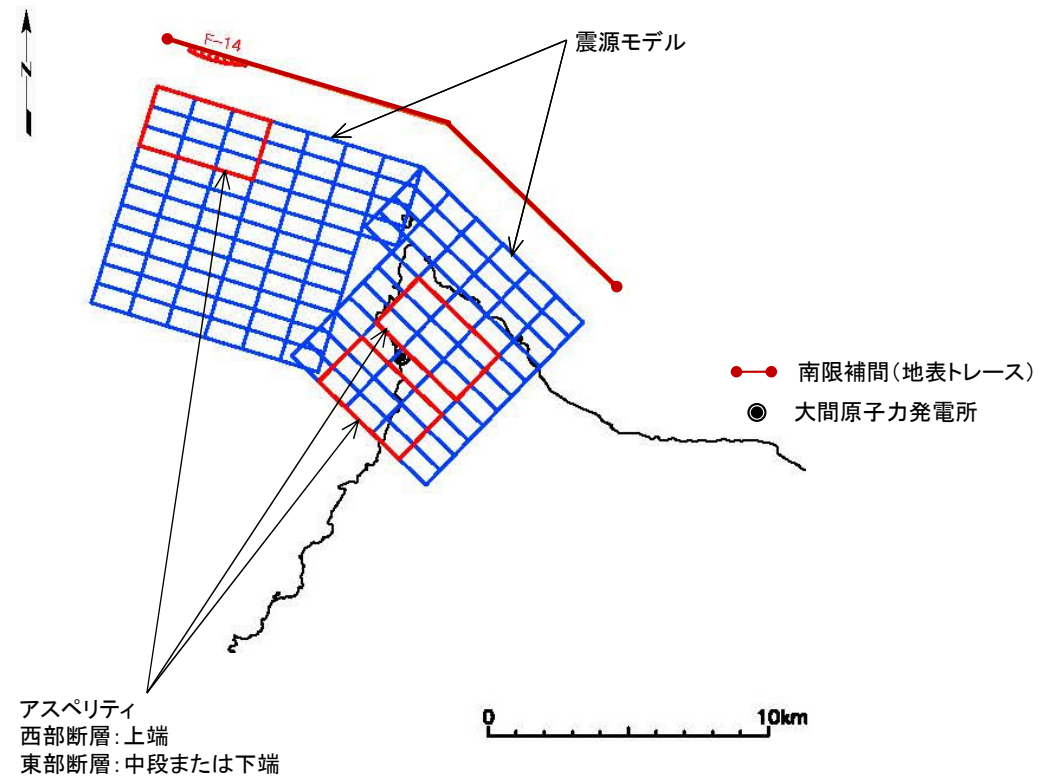 N
F-14
震源モデル
南限補間(地表トレース)
大間原子力発電所
アスペリティ
西部断層:上端
東部断層:中段または下端
0 10km